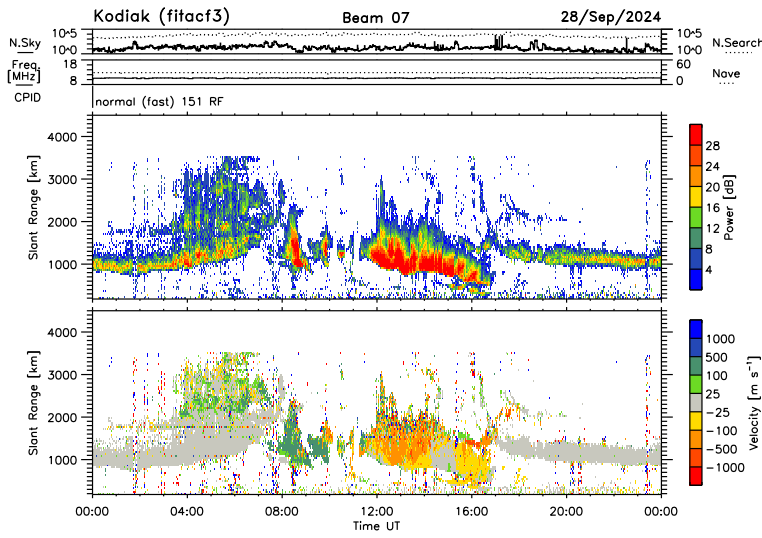 Kodiak (fitacf3) Beam 07 28/Sep/2024
N.Sky 10+5 10+0 10+5 10+0 N.Search
Freq. [MHz] 18 8 60 0 Nave
CPID normal (fast) 151 RF
Slant Range [km] 4000 3000 2000 1000
Power [dB] 28 24 20 16 12 8 4
Slant Range [km] 4000 3000 2000 1000
Velocity [m s⁻¹] 1000 500 100 25 -25 -100 -500 -1000
00:00 04:00 08:00 12:00 16:00 20:00 00:00
Time UT